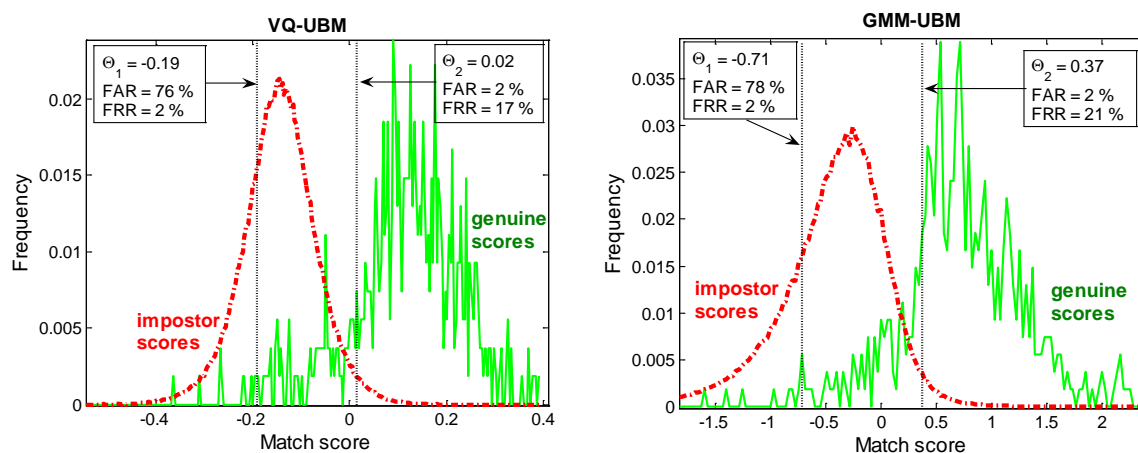 VQ-UBM
Θ1 = -0.19
FAR = 76 %
FRR = 2 %
Θ2 = 0.02
FAR = 2 %
FRR = 17 %
0.02
0.015
0.01
0.005
0
Frequency
impostor
scores
genuine
scores
-0.4
-0.2
0
0.2
0.4
Match score
GMM-UBM
Θ1 = -0.71
FAR = 78 %
FRR = 2 %
Θ2 = 0.37
FAR = 2 %
FRR = 21 %
0.035
0.03
0.025
0.02
0.015
0.01
0.005
0
Frequency
impostor
scores
genuine
scores
-1.5
-1
-0.5
0
0.5
1
1.5
2
Match score